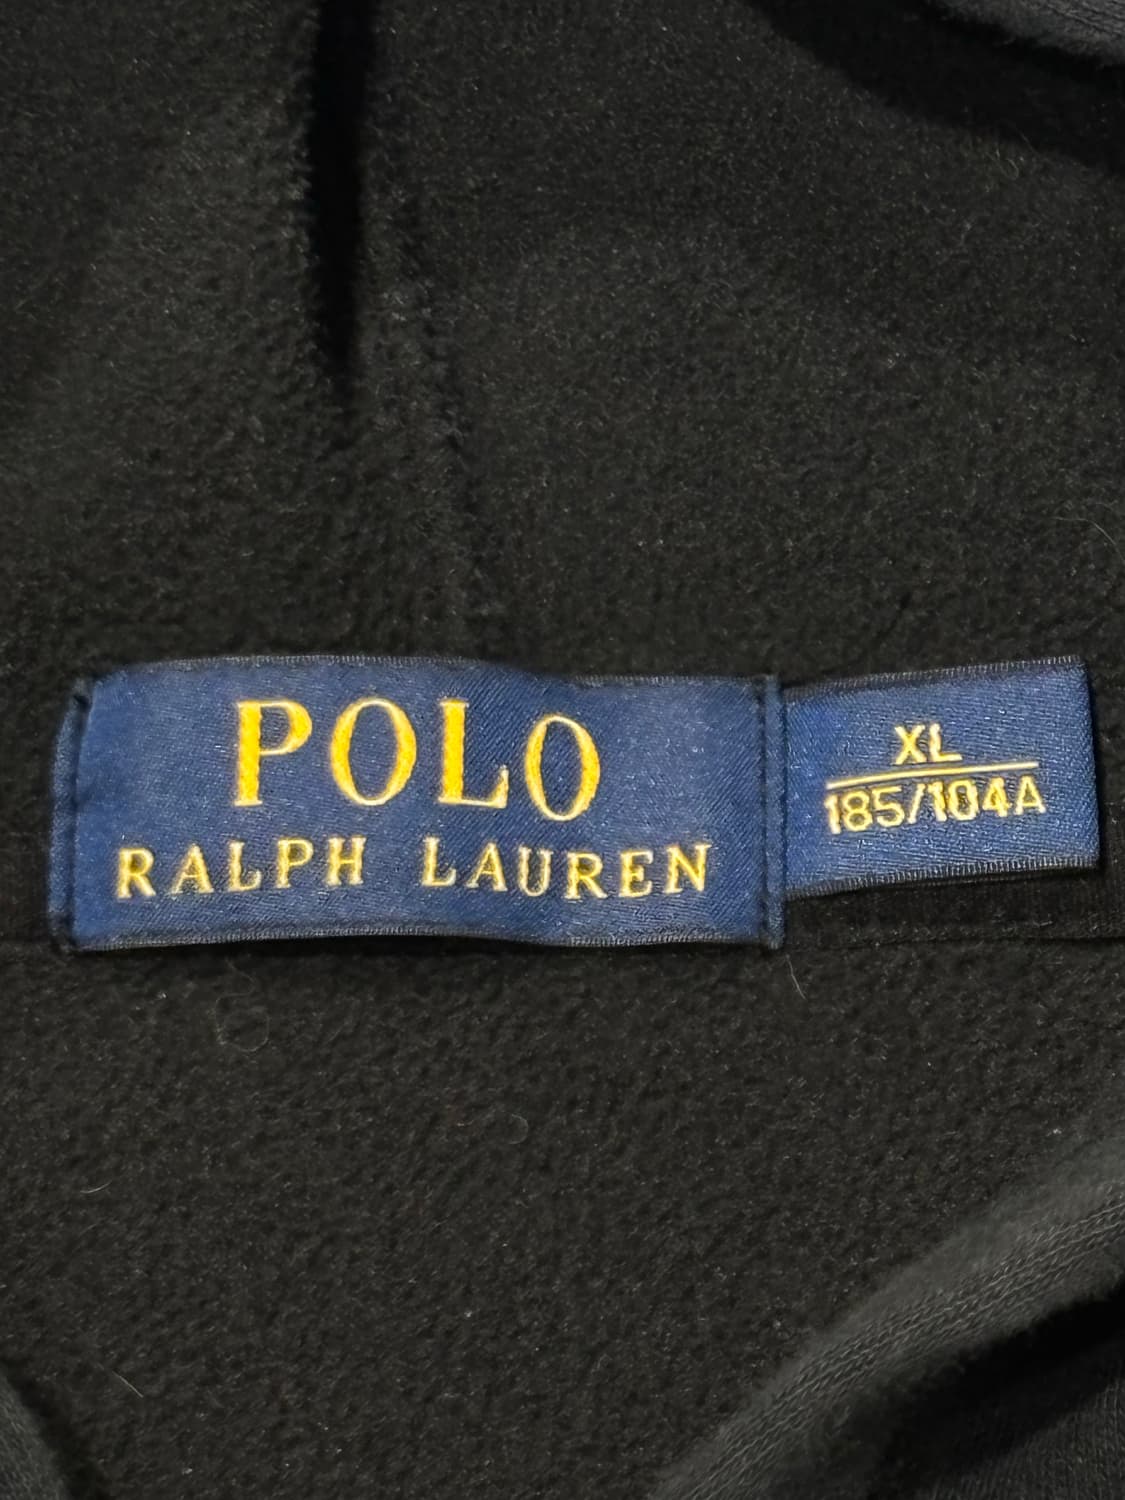 POLO
RALPH LAUREN
XL
185/104A